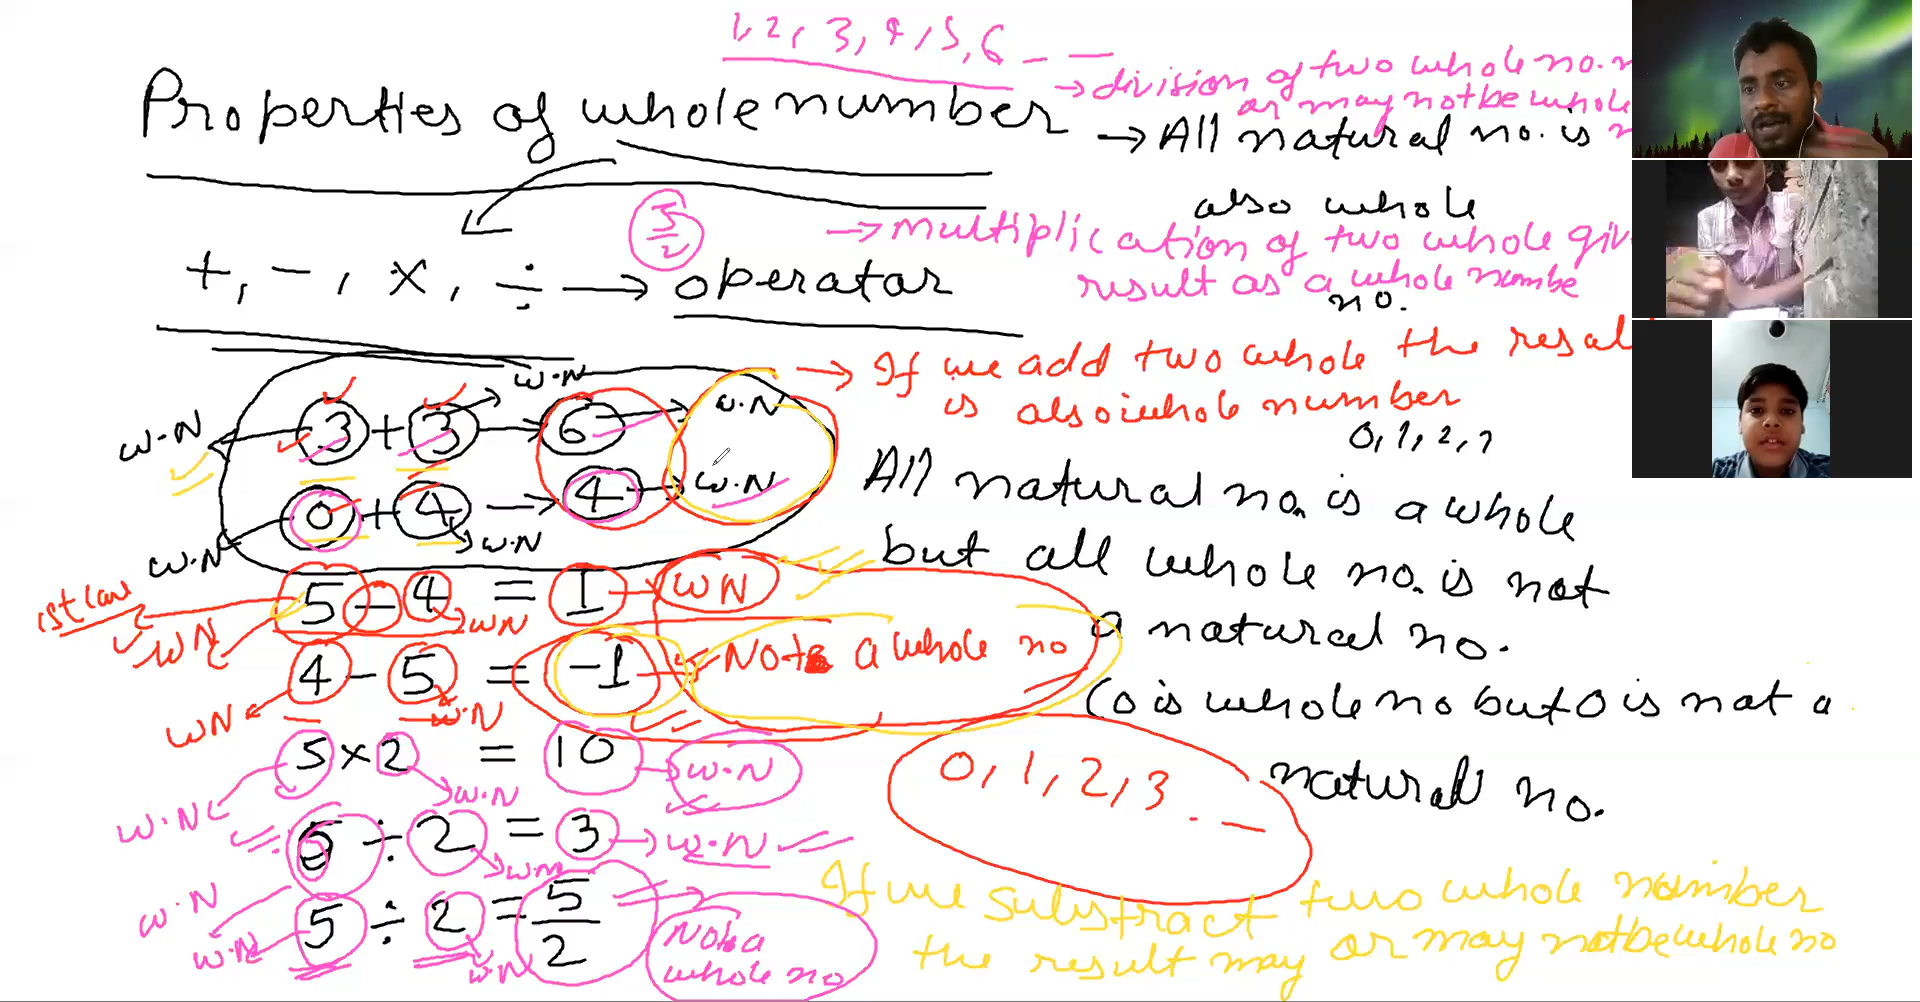 1, 2, 3, 4, 5, 6 _ _
→ division of two whole no.
or may not be whole
Properties of whole number
→ All natural no. is
also whole
no.
→ multiplication of two whole
result as a whole numbe
5/2
+, -, ×, ÷ → operator
→ If we add two whole the
is also whole number
0, 1, 2,
w.N 3 + 3 → 6 → w.N
w.N
w.N 0 + 4 → 4 → w.N
w.N
All natural no. is a whole
but all whole no. is not
a natural no.
(0 is whole no but 0 is not a
natural no.
5 - 4 = 1 → WN
WN WN
4 - 5 = -1 → Not a whole no
WN w.N
5 × 2 = 10 → w.N
w.N w.N
÷ 2 = 3 → w.N
w.N w.N
5 ÷ 2 = 5/2 → Not a
whole no
w.N w.N
0, 1, 2, 3 . . _
If we substract two whole number
the result may or may not be whole no